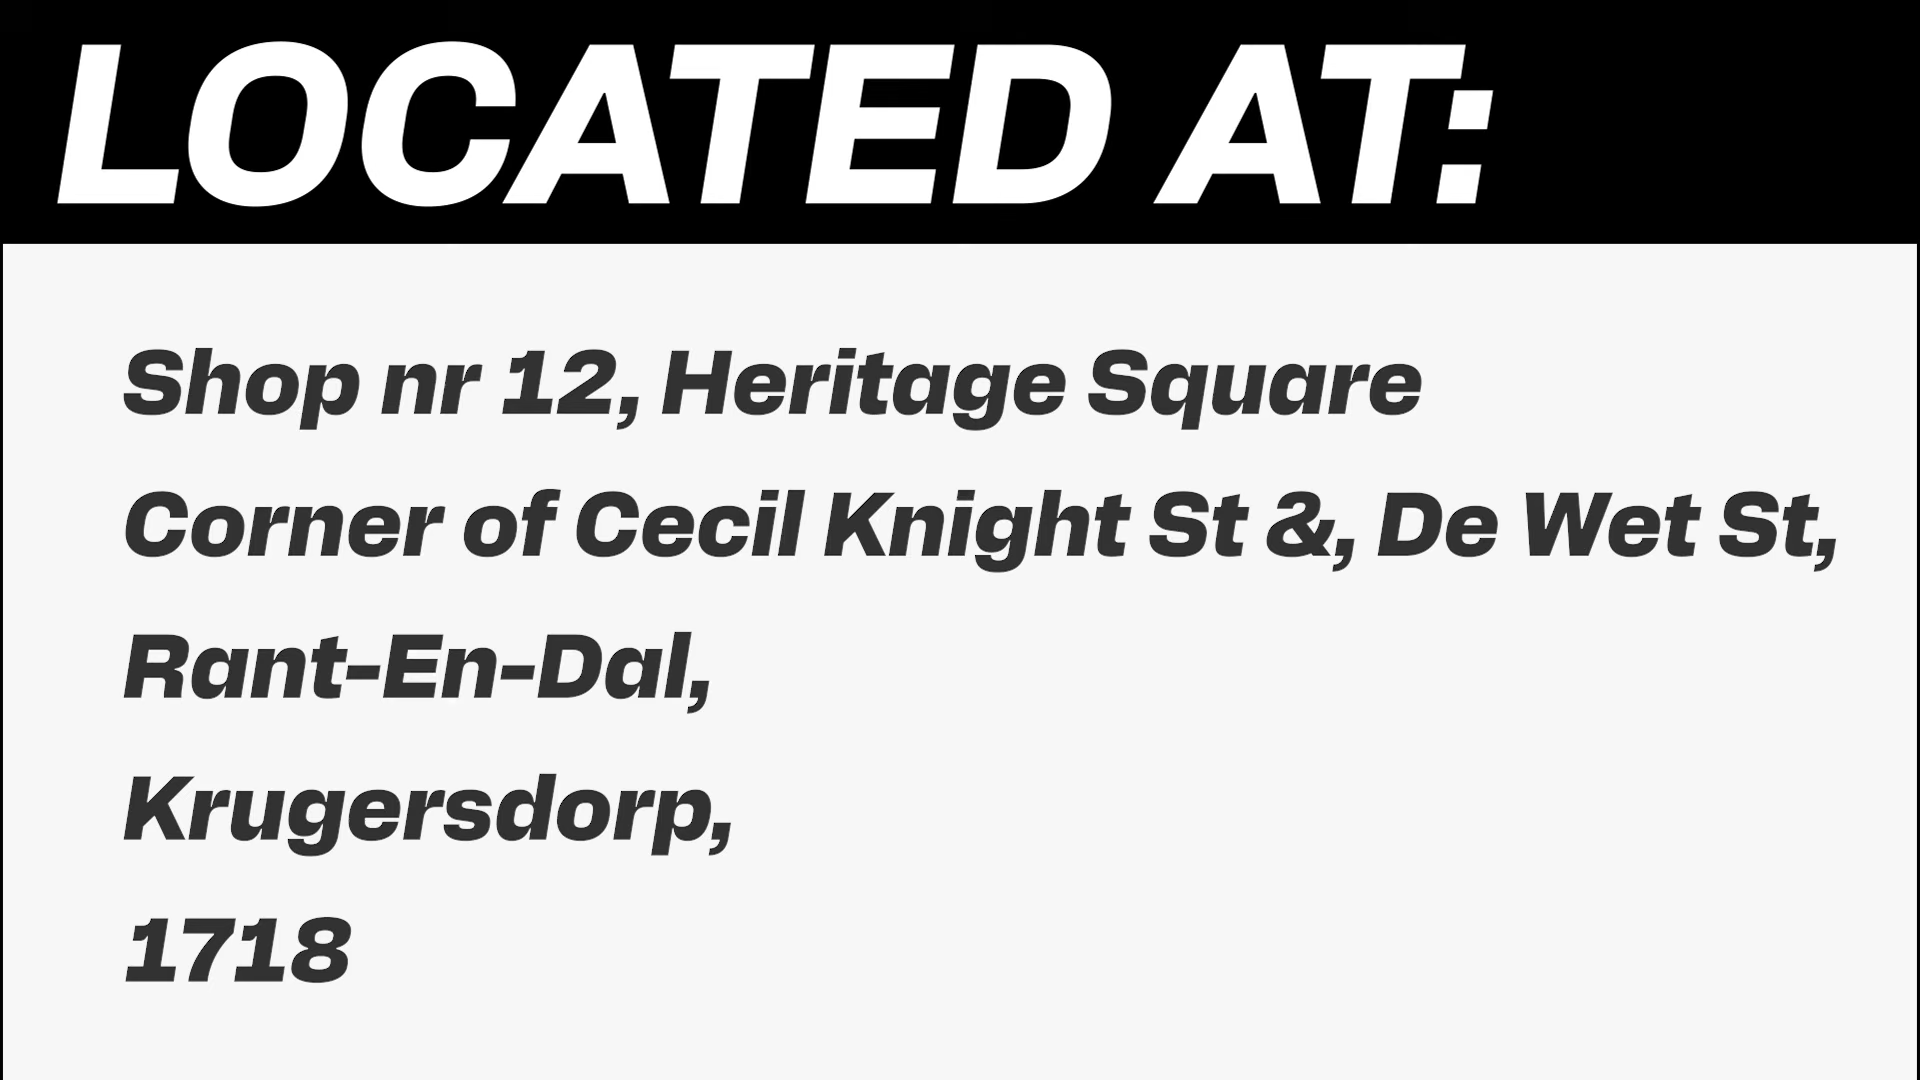 LOCATED AT:
Shop nr 12, Heritage Square
Corner of Cecil Knight St &, De Wet St,
Rant-En-Dal,
Krugersdorp,
1718